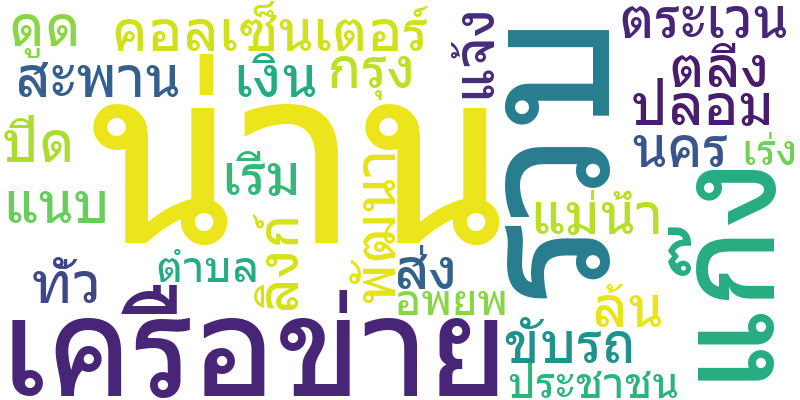 ดูด
คอลเซ็นเตอร์
แล้ง
รวบ
ตระเวน
สะพาน
เงิน
กรุง
ตลิ่ง
ปลอม
น่าน
ปิด
เริ่ม
นคร
เร่ง
แนบ
ลิงก์
พัฒนา
แม่น้ำ
แก๊ง
ทั่ว
ตำบล
ส่ง
อพยพ
ล้น
เครือข่าย
ขับรถ
ประชาชน